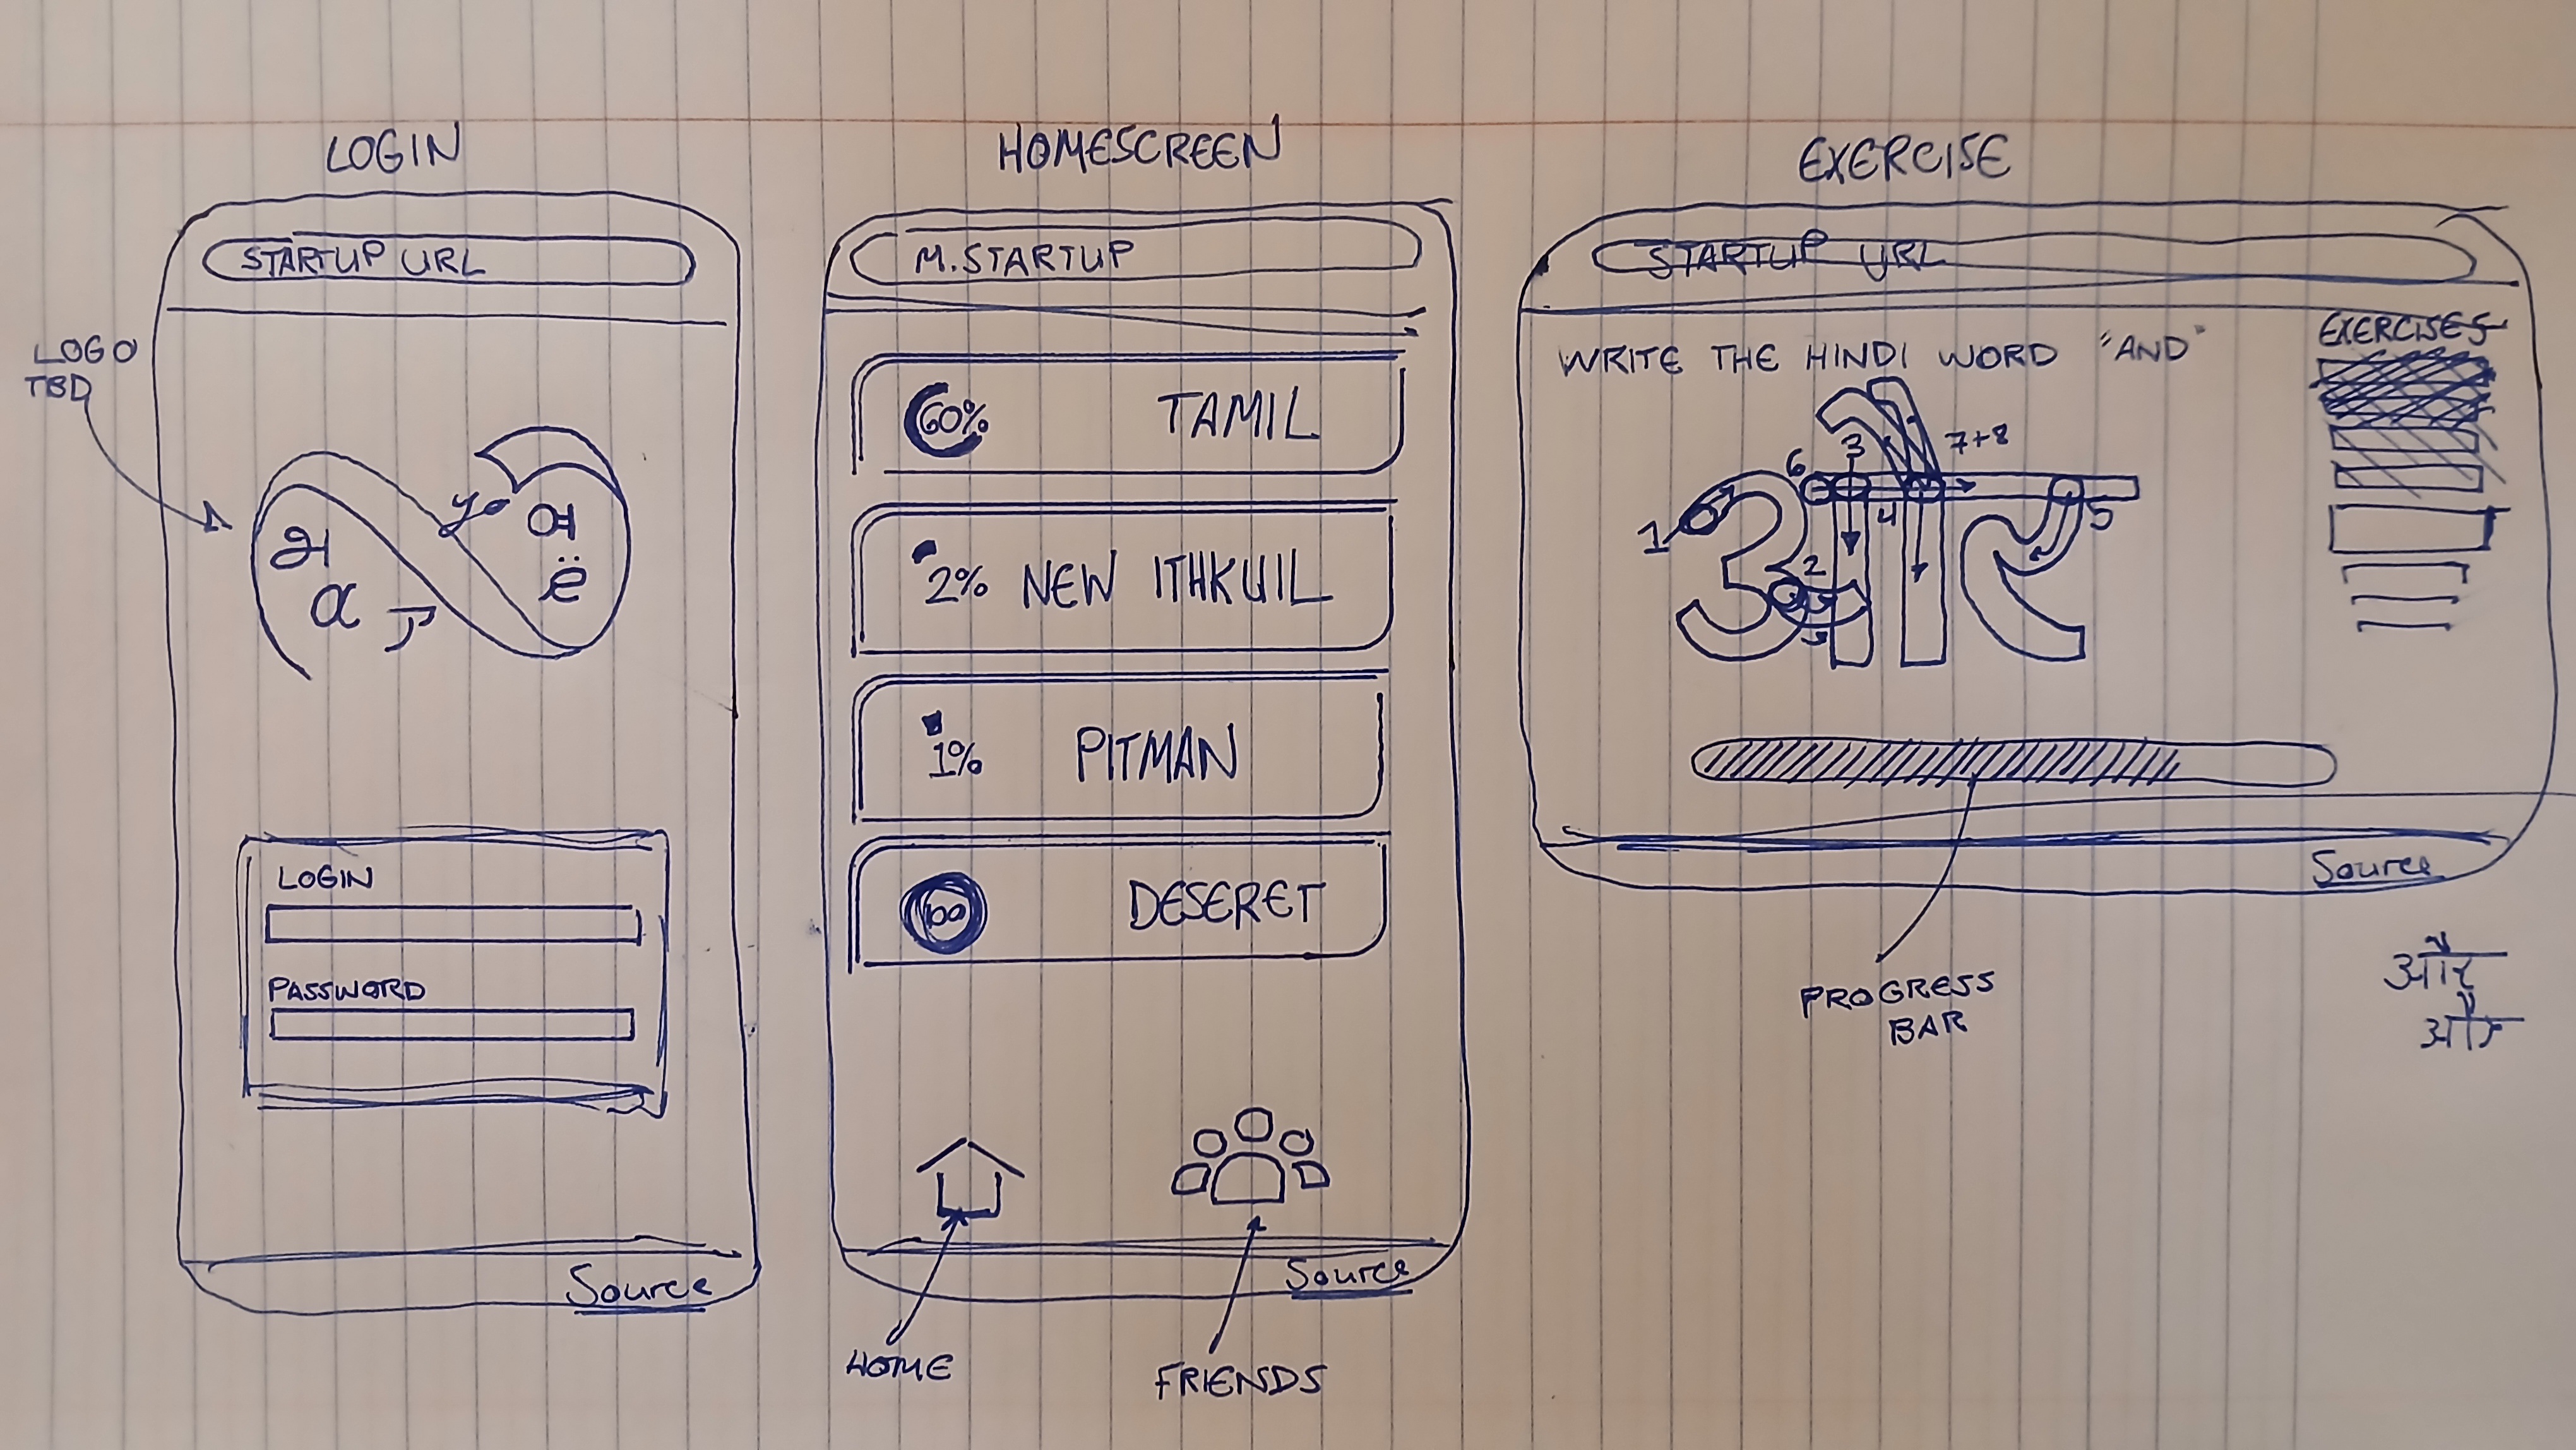 LOGIN
STARTUP URL
LOGO
TBD
அ
α
ё
LOGIN
PASSWORD
Source
HOMESCREEN
M.STARTUP
60% TAMIL
2% NEW ITHKUIL
1% PITMAN
100 DESERET
Source
HOME
FRIENDS
EXERCISE
STARTUP URL
EXERCISES
WRITE THE HINDI WORD "AND"
6 3 7+8
और
1 4 5
2
Source
PROGRESS
BAR
और
और